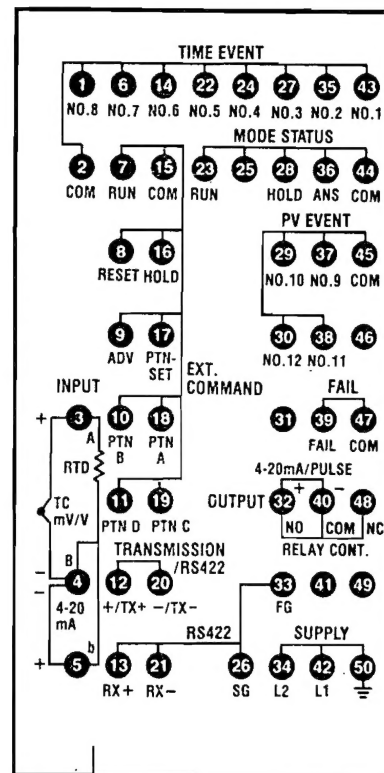 TIME EVENT
1 6 14 22 24 27 35 43
NO.8 NO.7 NO.6 NO.5 NO.4 NO.3 NO.2 NO.1
MODE STATUS
2 7 15 23 25 28 36 44
COM RUN COM RUN HOLD ANS COM
PV EVENT
8 16 29 37 45
RESET HOLD NO.10 NO.9 COM
9 17 30 38 46
ADV PTN-SET NO.12 NO.11
EXT. COMMAND
INPUT FAIL
+ 3 A 10 18 31 39 47
RTD PTN B PTN A FAIL COM
4-20mA/PULSE
TC mV/V 11 19 OUTPUT 32 + 40 - 48
PTN D PTN C NO COM NC
B TRANSMISSION /RS422 RELAY CONT.
- 4 12 20 33 41 49
- 4-20 mA +/TX+ -/TX- FG
RS422 SUPPLY
+ 5 b 13 21 26 34 42 50
RX+ RX- SG L2 L1